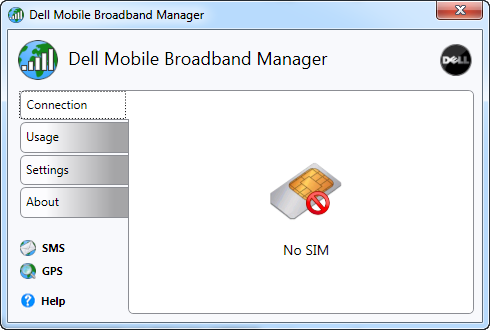 Dell Mobile Broadband Manager
Dell Mobile Broadband Manager
DELL
Connection
Usage
Settings
About
No SIM
SMS
GPS
? Help